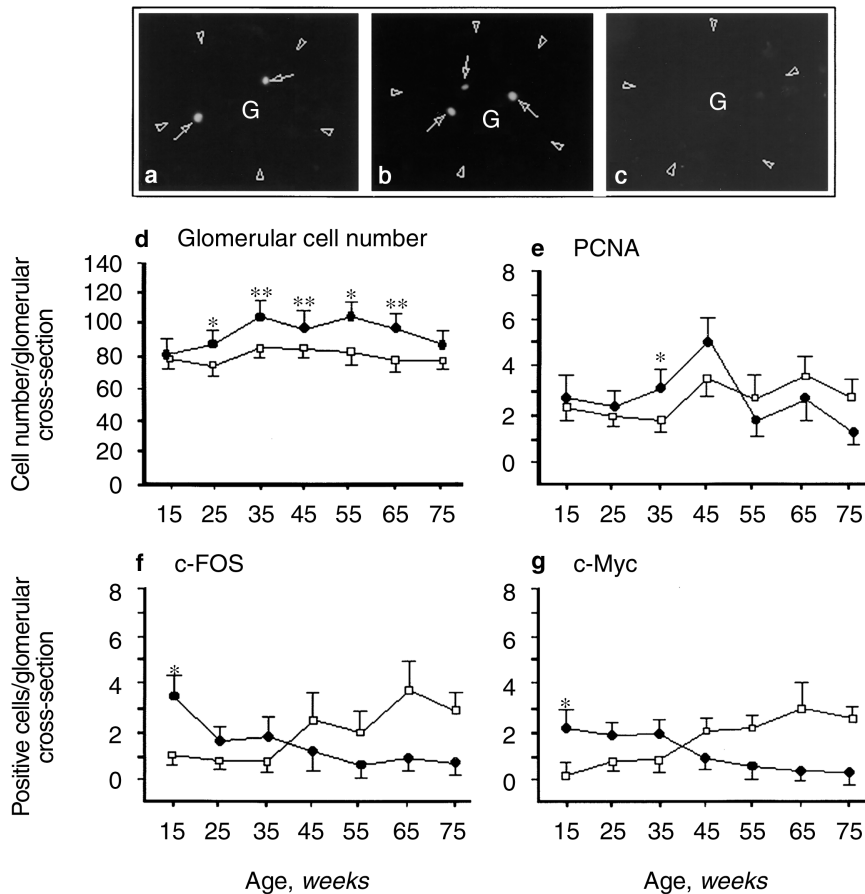 G
G
G
a
b
c
d Glomerular cell number
Cell number/glomerular
cross-section
140
120
100
80
60
40
20
0
* ** ** * **
15 25 35 45 55 65 75
e PCNA
8
6
4
2
0
*
15 25 35 45 55 65 75
f c-FOS
Positive cells/glomerular
cross-section
8
6
4
2
0
*
15 25 35 45 55 65 75
Age, weeks
g c-Myc
8
6
4
2
0
*
15 25 35 45 55 65 75
Age, weeks